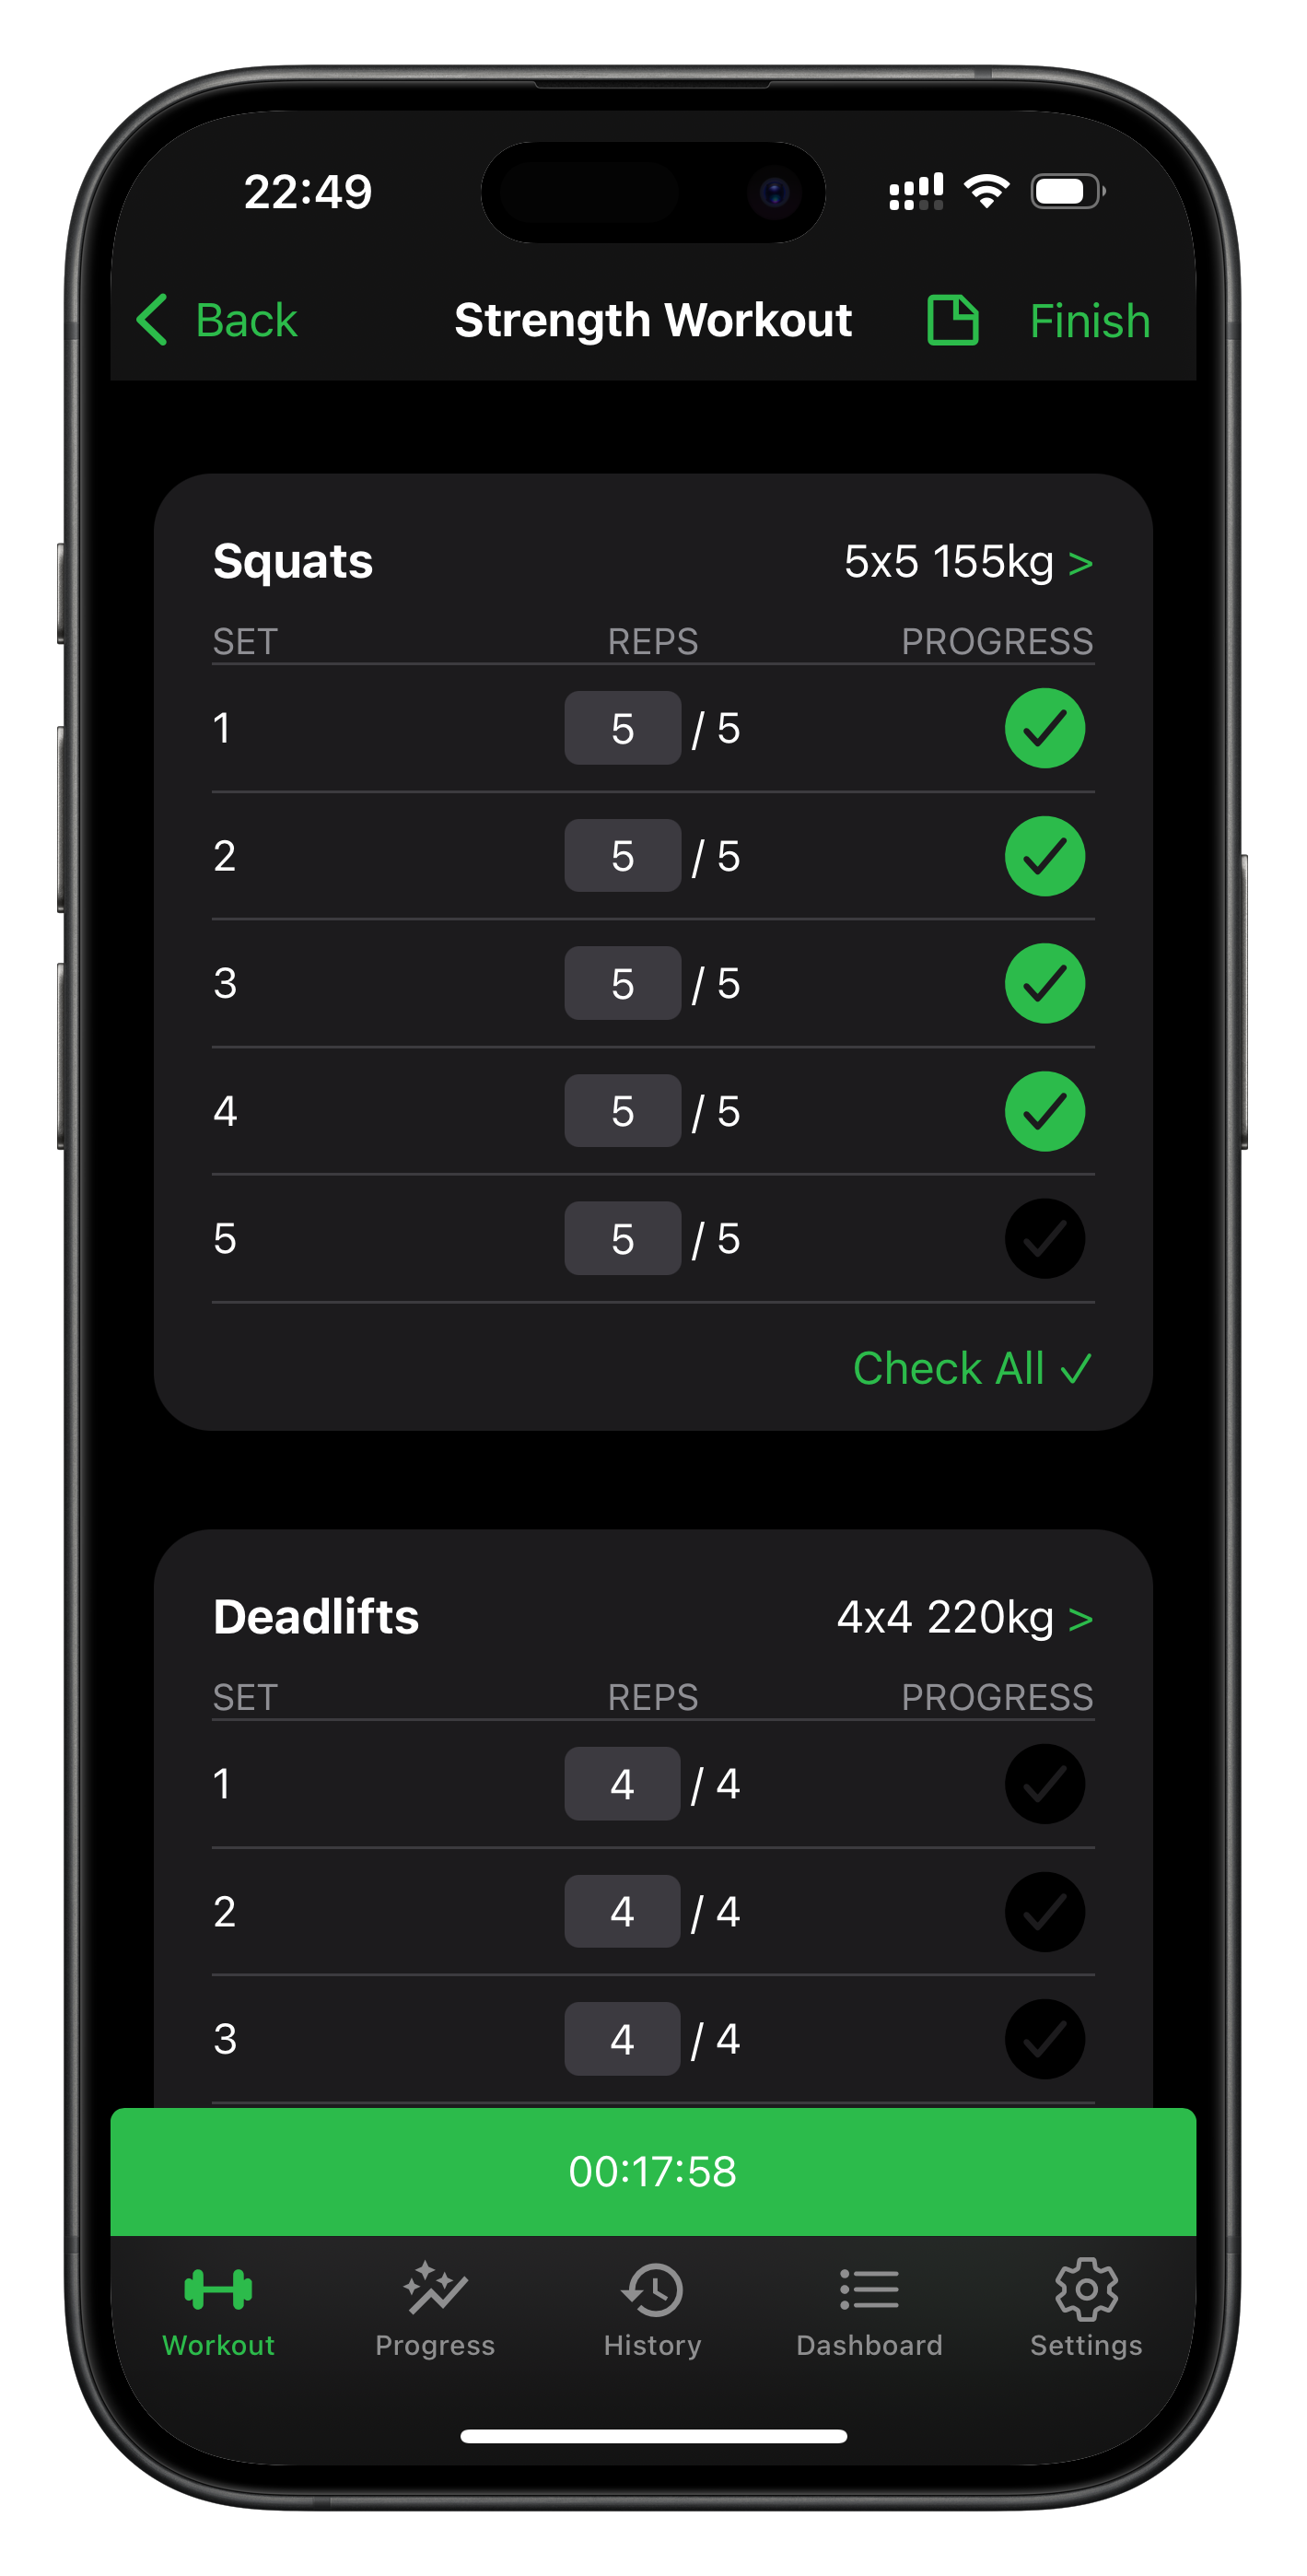 22:49
Back Strength Workout Finish
Squats 5x5 155kg >
SET REPS PROGRESS
1 5 / 5
2 5 / 5
3 5 / 5
4 5 / 5
5 5 / 5
Check All ✓
Deadlifts 4x4 220kg >
SET REPS PROGRESS
1 4 / 4
2 4 / 4
3 4 / 4
00:17:58
Workout Progress History Dashboard Settings